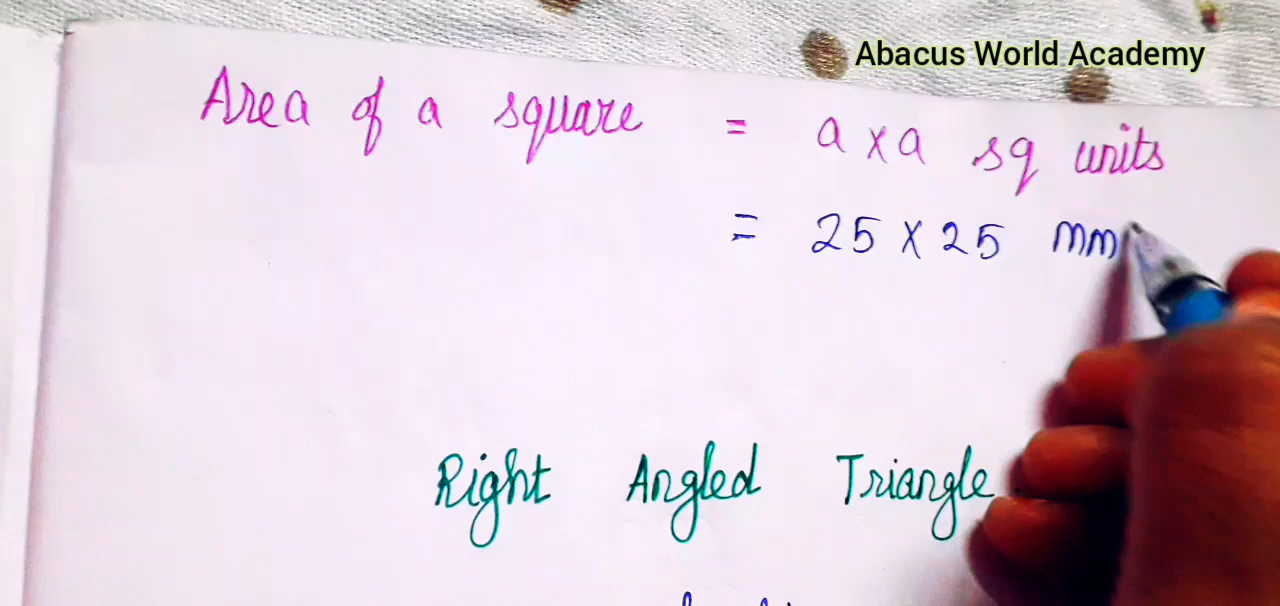 Abacus World Academy
Area of a square = a x a sq units
= 25 x 25 mm
Right Angled Triangle